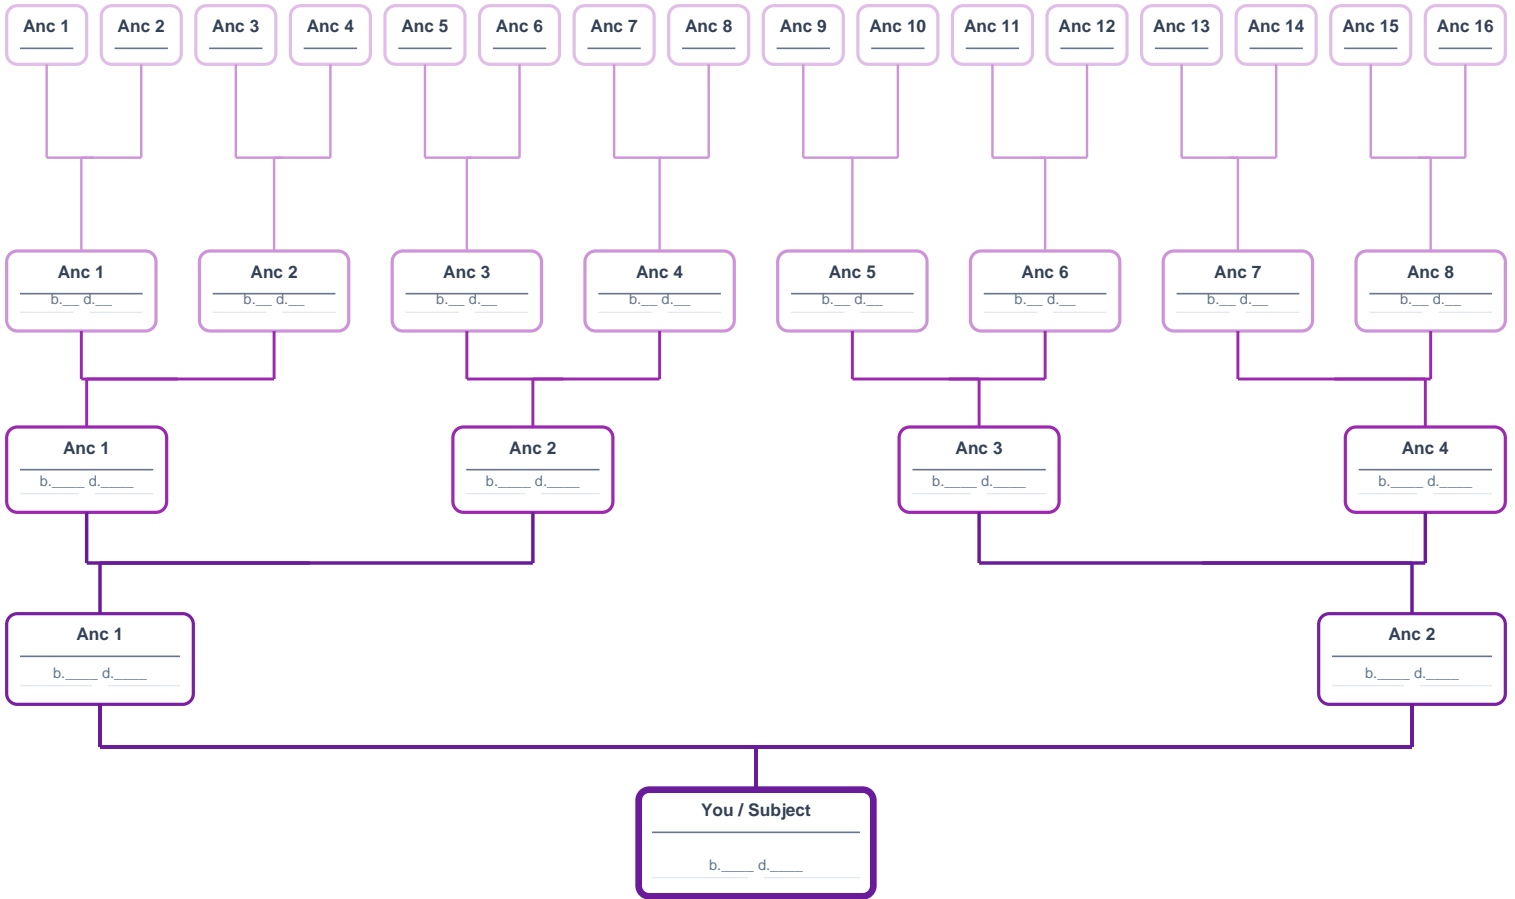 Anc 1 Anc 2 Anc 3 Anc 4 Anc 5 Anc 6 Anc 7 Anc 8 Anc 9 Anc 10 Anc 11 Anc 12 Anc 13 Anc 14 Anc 15 Anc 16
Anc 1 Anc 2 Anc 3 Anc 4 Anc 5 Anc 6 Anc 7 Anc 8
b.__ d.__ b.__ d.__ b.__ d.__ b.__ d.__ b.__ d.__ b.__ d.__ b.__ d.__ b.__ d.__
Anc 1 Anc 2 Anc 3 Anc 4
b.____ d.____ b.____ d.____ b.____ d.____ b.____ d.____
Anc 1 Anc 2
b.____ d.____ b.____ d.____
You / Subject
b.____ d.____